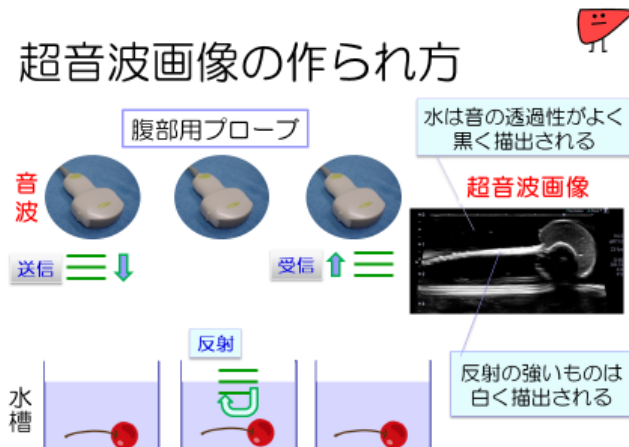 超音波画像の作られ方
腹部用プローブ
水は音の透過性がよく
黒く描出される
音波
超音波画像
送信
受信
反射
反射の強いものは
白く描出される
水槽